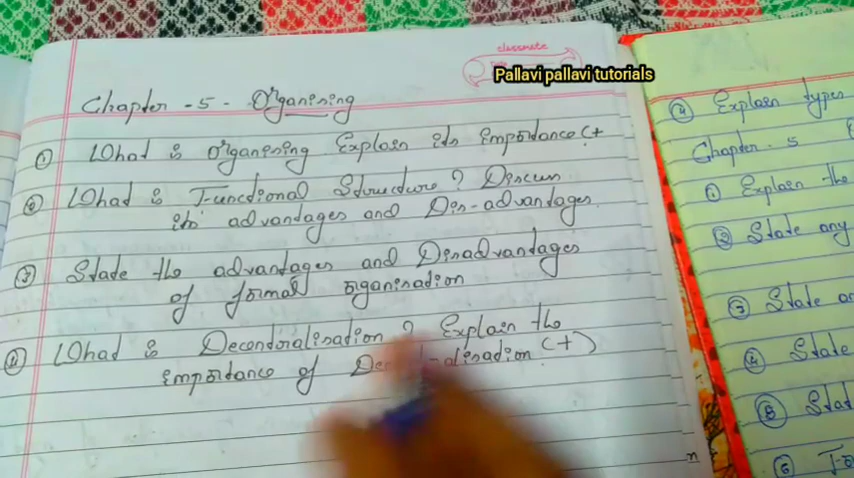 classmate
Pallavi pallavi tutorials
Chapter - 5 - Organising
① What is organising Explain its importance (+
② What is Functional Structure? Discuss
its advantages and Dis-advantages.
③ State the advantages and Disadvantages
of formal organisation
④ What is Decentralisation? Explain the
importance of (+)
④ Explain types
Chapter. 5
① Explain the
② State any
③ State
④ State
⑤ Stat
⑥